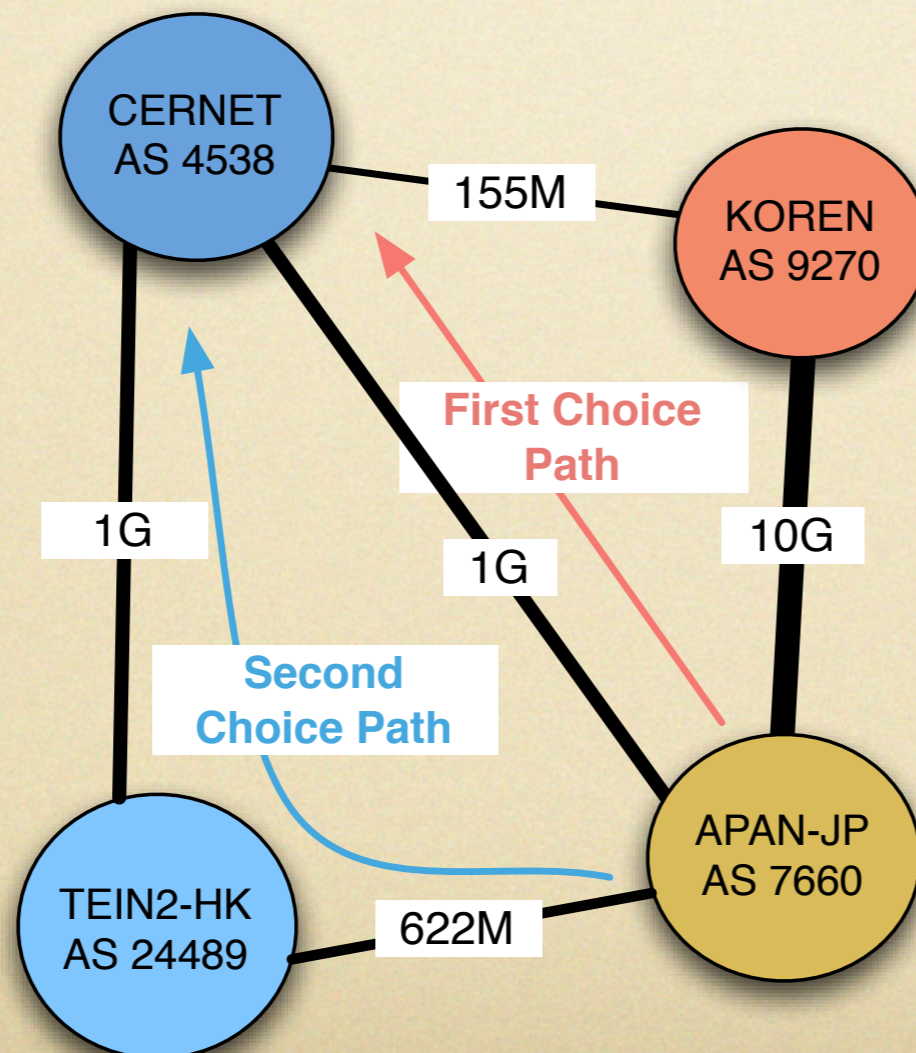 CERNET
AS 4538
155M
KOREN
AS 9270
First Choice
Path
1G
10G
1G
Second
Choice Path
APAN-JP
AS 7660
TEIN2-HK
AS 24489
622M